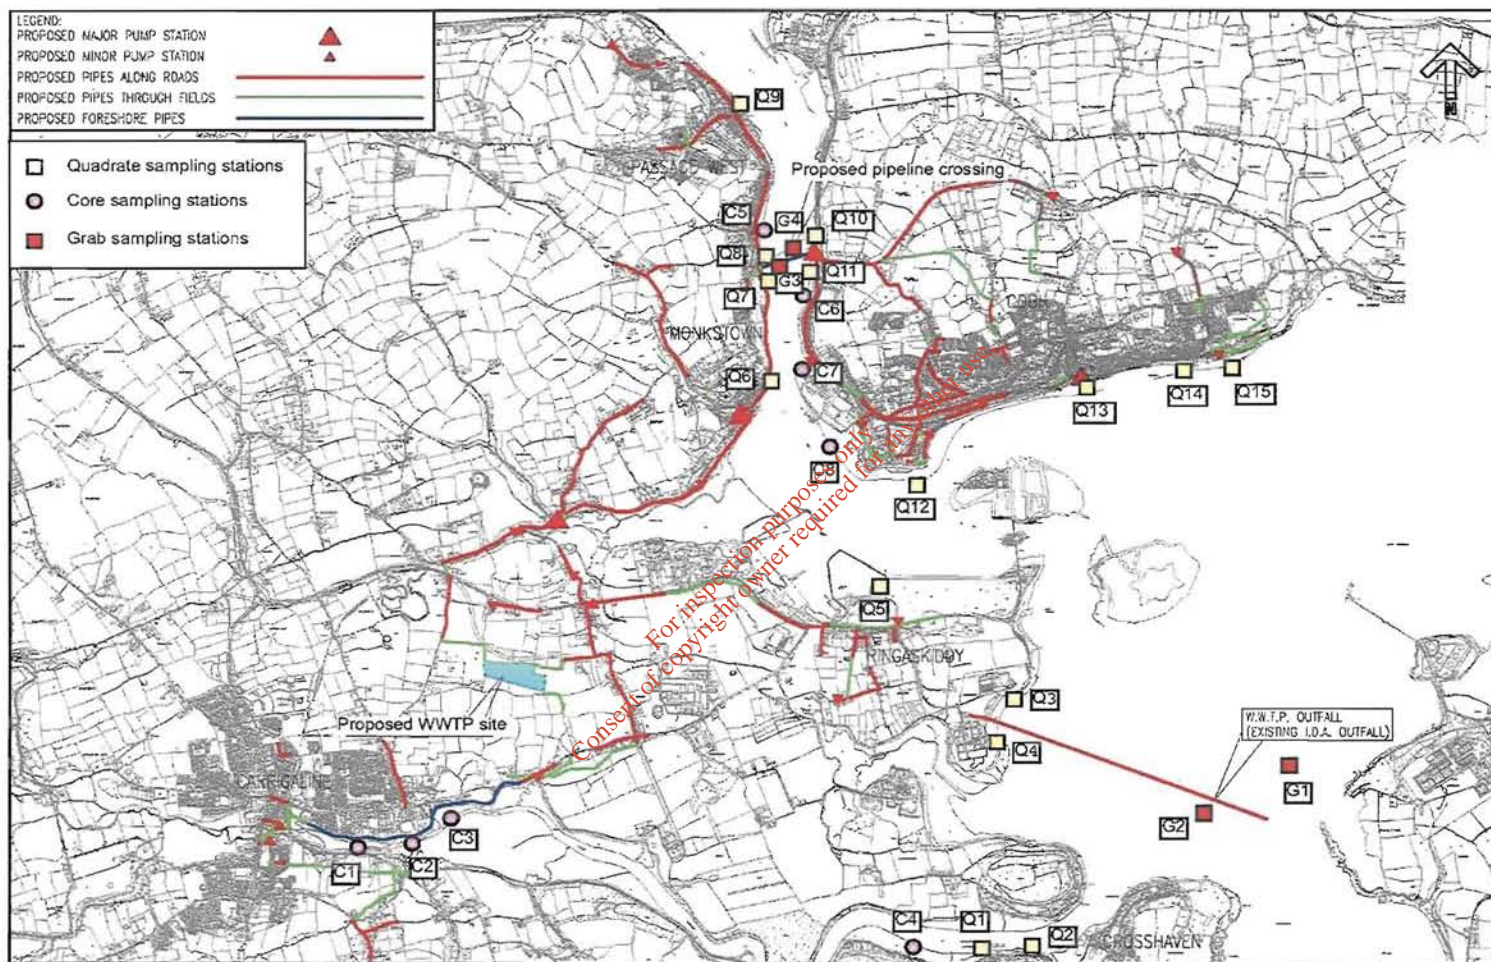 LEGEND:
PROPOSED MAJOR PUMP STATION
PROPOSED MINOR PUMP STATION
PROPOSED PIPES ALONG ROADS
PROPOSED PIPES THROUGH FIELDS
PROPOSED FORESHORE PIPES
Quadrate sampling stations
Core sampling stations
Grab sampling stations
Q9
PASSAGE WEST
Proposed pipeline crossing
C5
G4
Q10
Q8
G3
Q11
Q7
C6
COBH
MONKSTOWN
Q6
C7
Q13
Q14
Q15
C8
Q12
For inspection purposes only.
Consent of copyright owner required for any other use.
Q5
RINGASKIDDY
Q3
Q4
Proposed WWTP site
W.W.T.P. OUTFALL
(EXISTING I.D.A. OUTFALL)
CARRIGALINE
G1
G2
C3
C1
C2
C4
Q1
Q2
CROSSHAVEN